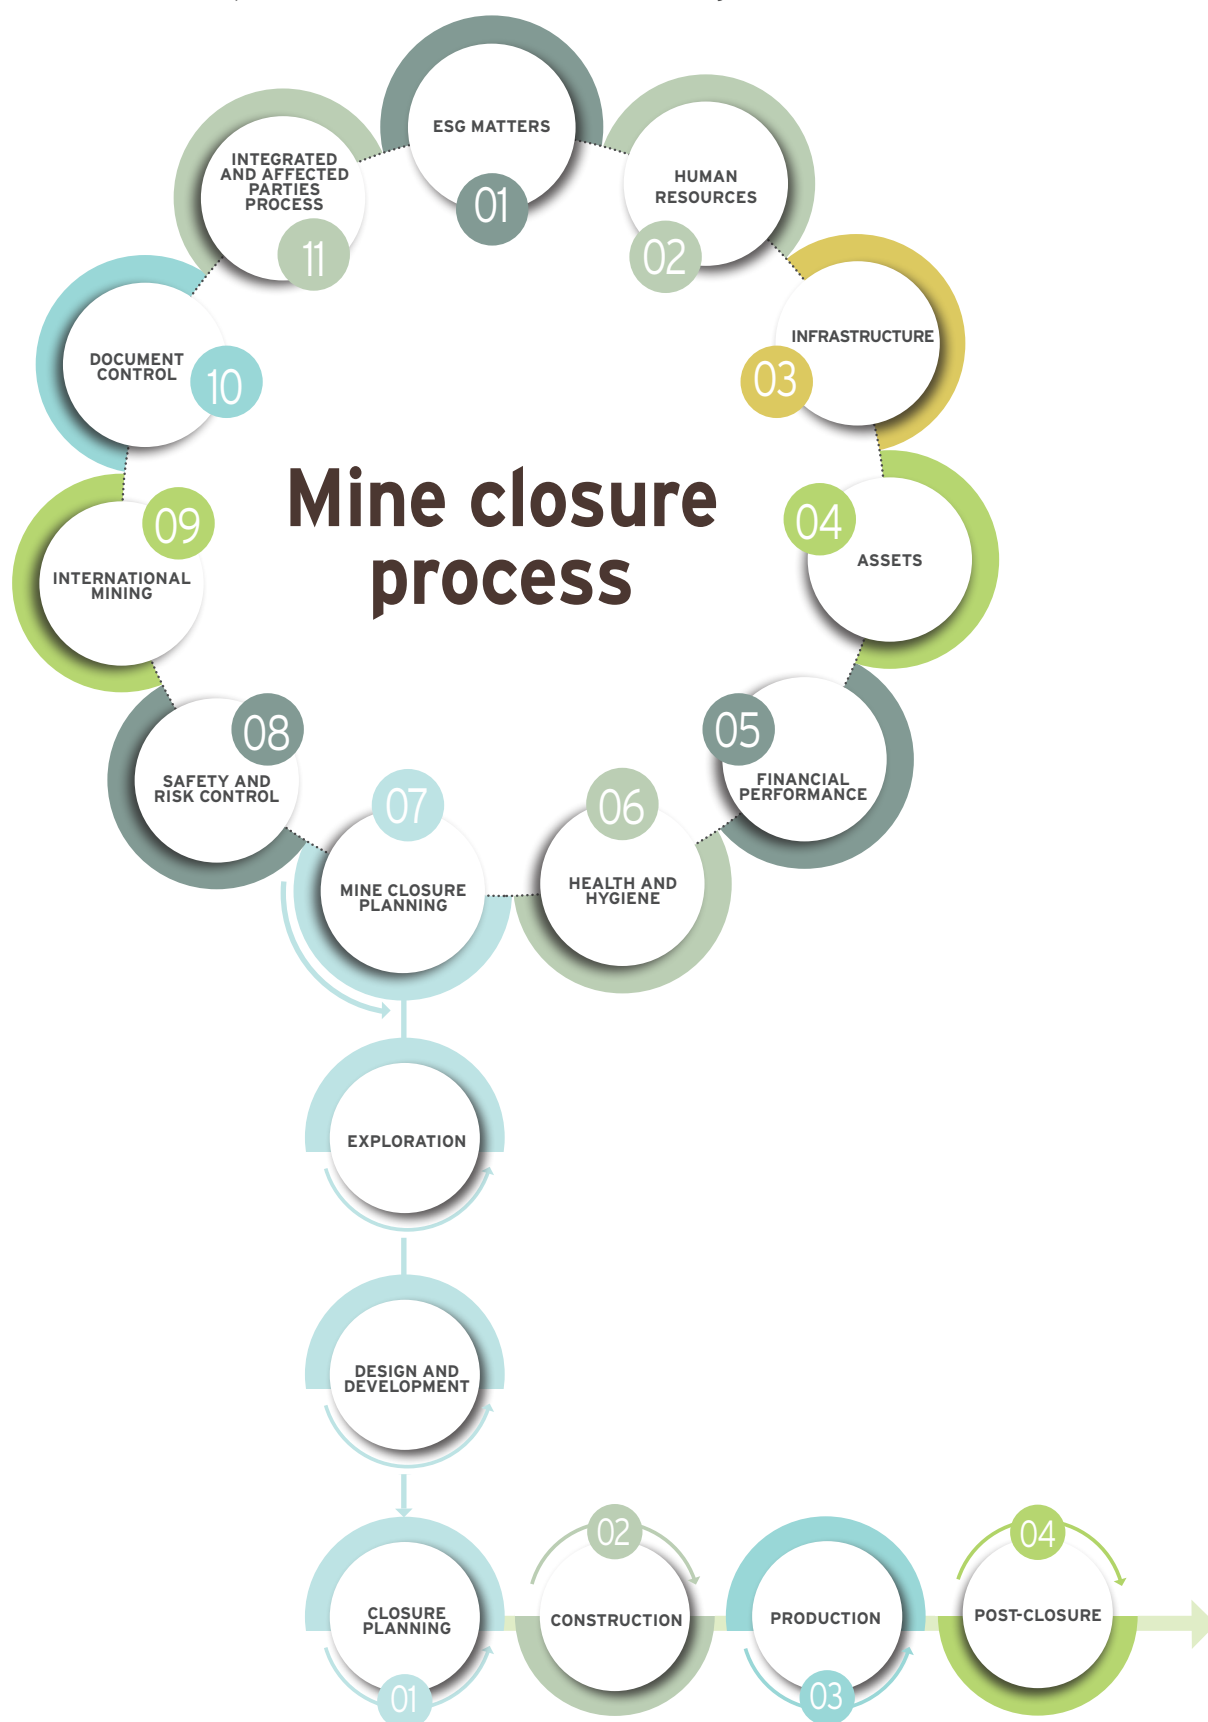 ESG MATTERS
01
HUMAN
RESOURCES
02
INFRASTRUCTURE
03
04
ASSETS
05
FINANCIAL
PERFORMANCE
06
HEALTH AND
HYGIENE
07
MINE CLOSURE
PLANNING
08
SAFETY AND
RISK CONTROL
09
INTERNATIONAL
MINING
DOCUMENT
CONTROL
10
INTEGRATED
AND AFFECTED
PARTIES
PROCESS
11
Mine closure
process
EXPLORATION
DESIGN AND
DEVELOPMENT
CLOSURE
PLANNING
01
02
CONSTRUCTION
PRODUCTION
03
04
POST-CLOSURE